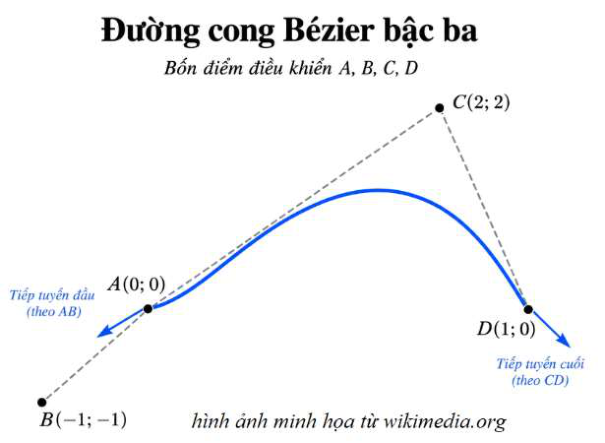 Đường cong Bézier bậc ba
Bốn điểm điều khiển A, B, C, D
C(2; 2)
A(0; 0)
Tiếp tuyến đầu
(theo AB)
D(1; 0)
Tiếp tuyến cuối
(theo CD)
B(−1; −1)
hình ảnh minh họa từ wikimedia.org